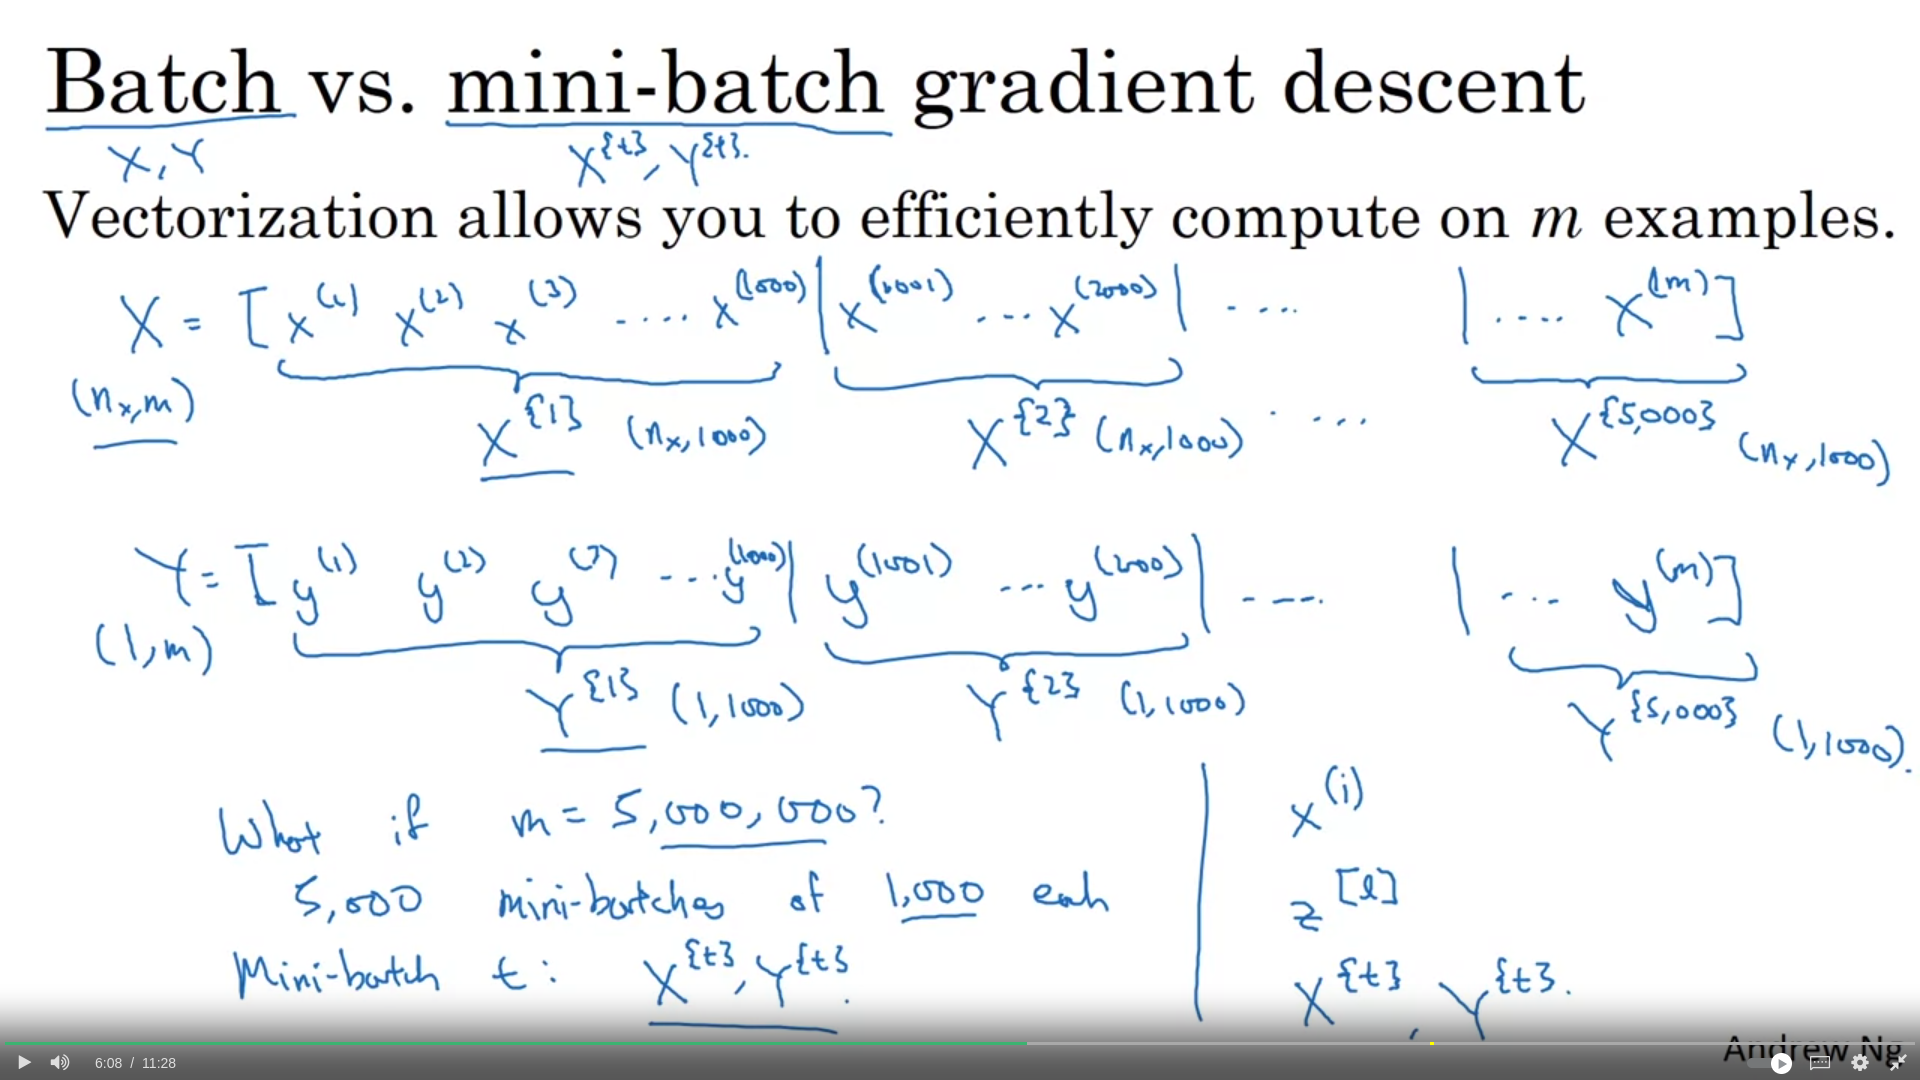 Batch vs. mini-batch gradient descent
X, Y X^{t}, Y^{t}.
Vectorization allows you to efficiently compute on m examples.
X = [x^(1) x^(2) x^(3) .... x^(1000) | x^(1001) ... x^(2000) | .... | .... x^(m)]
(n_x, m) X^{1} (n_x, 1000) X^{2} (n_x, 1000) . .... X^{5,000} (n_x, 1000)
Y = [y^(1) y^(2) y^(3) ... y^(1000) | y^(1001) ... y^(2000) | ---- | ... y^(m)]
(1, m) Y^{1} (1, 1000) Y^{2} (1, 1000) Y^{5,000} (1, 1000).
What if m = 5,000,000?
5,000 mini-batches of 1,000 each
Mini-batch t: X^{t}, Y^{t}.
x^(i)
z^[l]
X^{t}, Y^{t}.
Andrew Ng
6:08 / 11:28